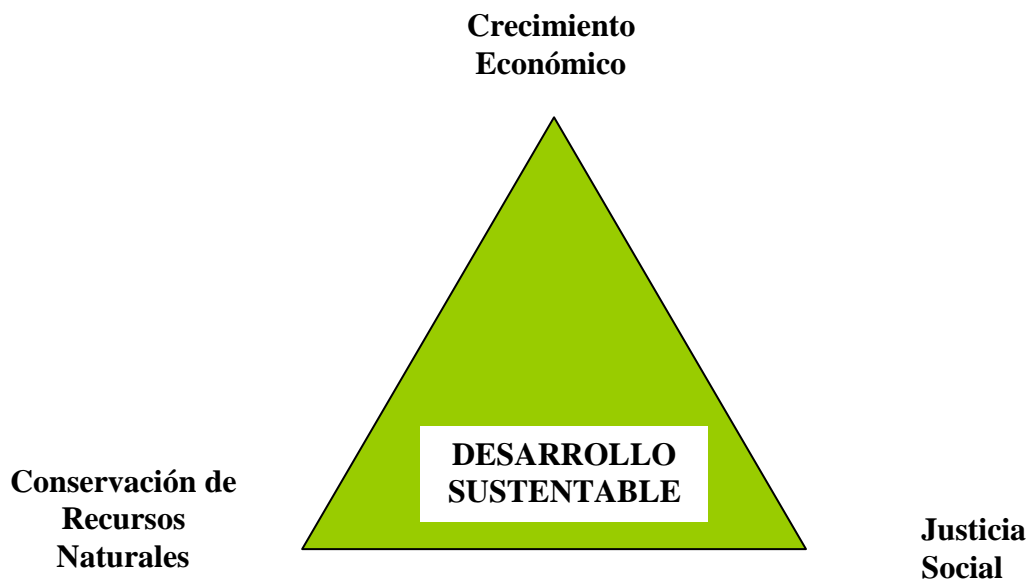 Crecimiento
Económico
DESARROLLO
SUSTENTABLE
Conservación de
Recursos
Naturales
Justicia
Social